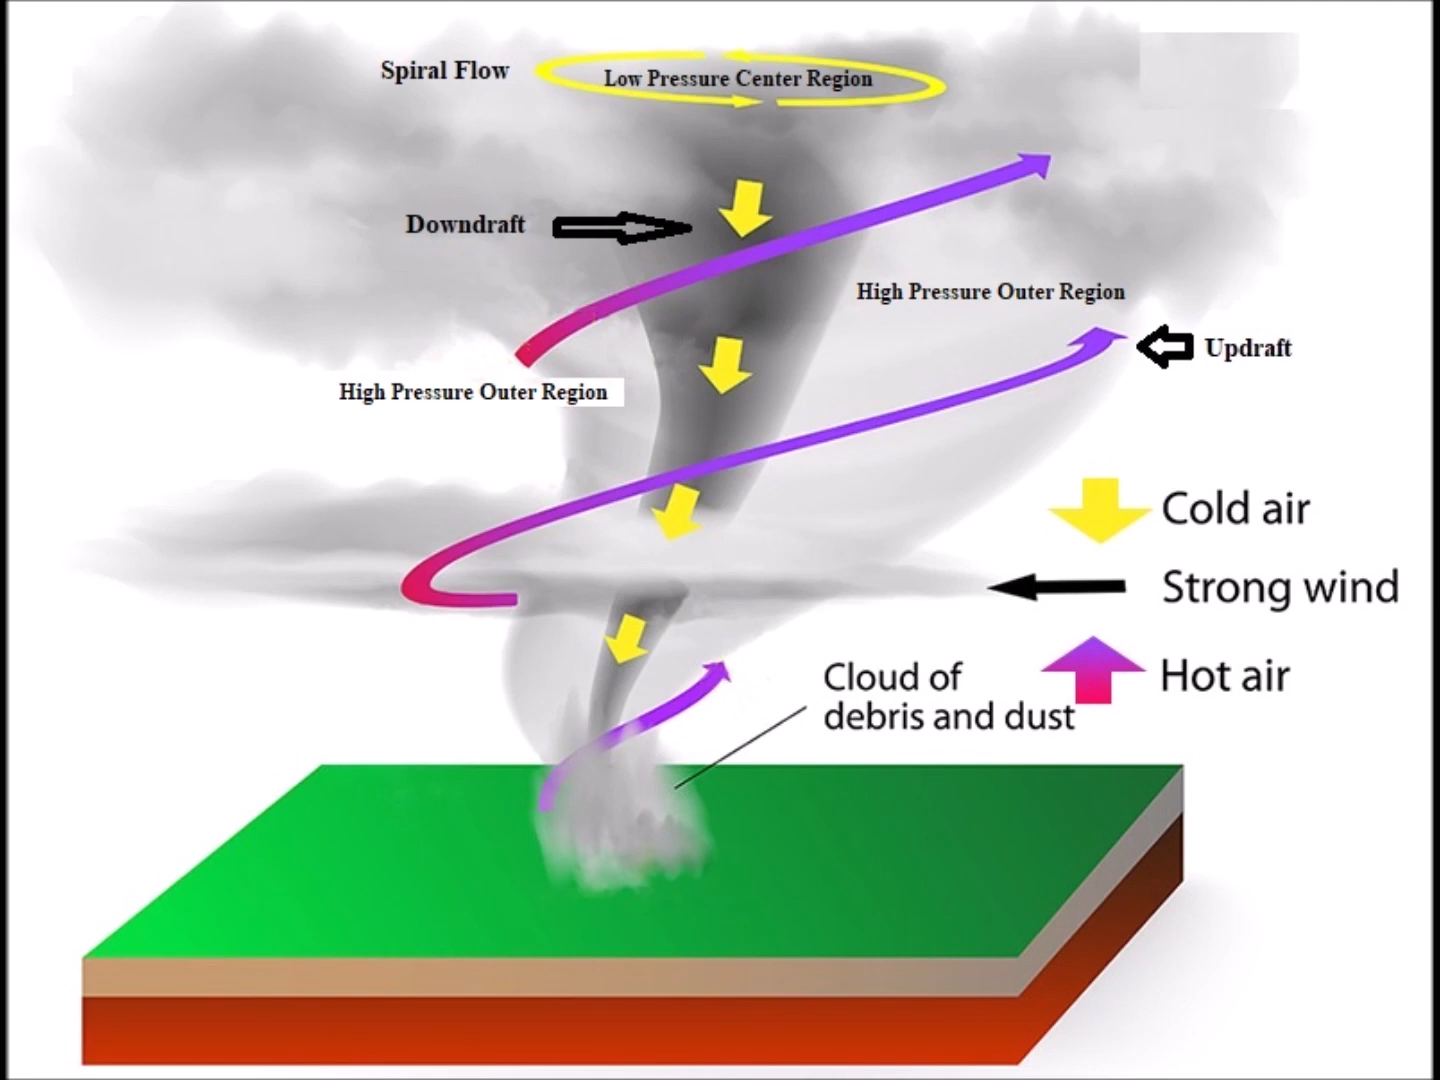 Spiral Flow
Low Pressure Center Region
Downdraft
High Pressure Outer Region
Updraft
High Pressure Outer Region
Cold air
Strong wind
Cloud of
debris and dust
Hot air